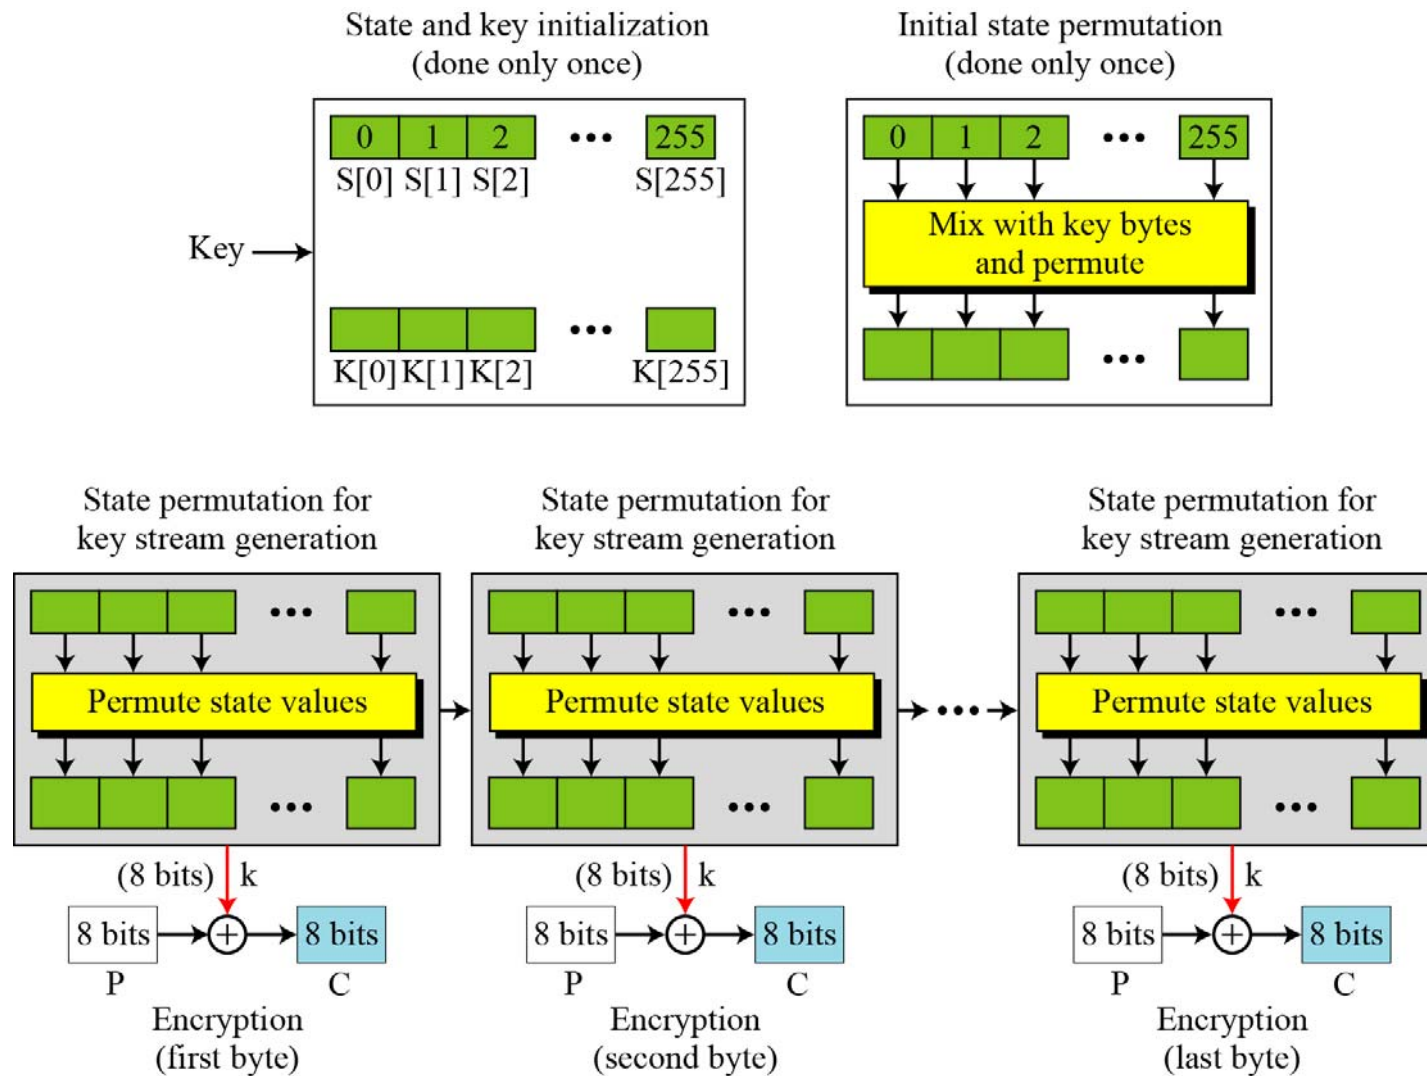 State and key initialization
(done only once)
0 1 2 ••• 255
S[0] S[1] S[2] S[255]
Key
•••
K[0] K[1] K[2] K[255]
Initial state permutation
(done only once)
0 1 2 ••• 255
Mix with key bytes
and permute
•••
State permutation for
key stream generation
•••
Permute state values
•••
(8 bits) k
8 bits + 8 bits
P C
Encryption
(first byte)
State permutation for
key stream generation
•••
Permute state values
•••
(8 bits) k
8 bits + 8 bits
P C
Encryption
(second byte)
•••
State permutation for
key stream generation
•••
Permute state values
•••
(8 bits) k
8 bits + 8 bits
P C
Encryption
(last byte)